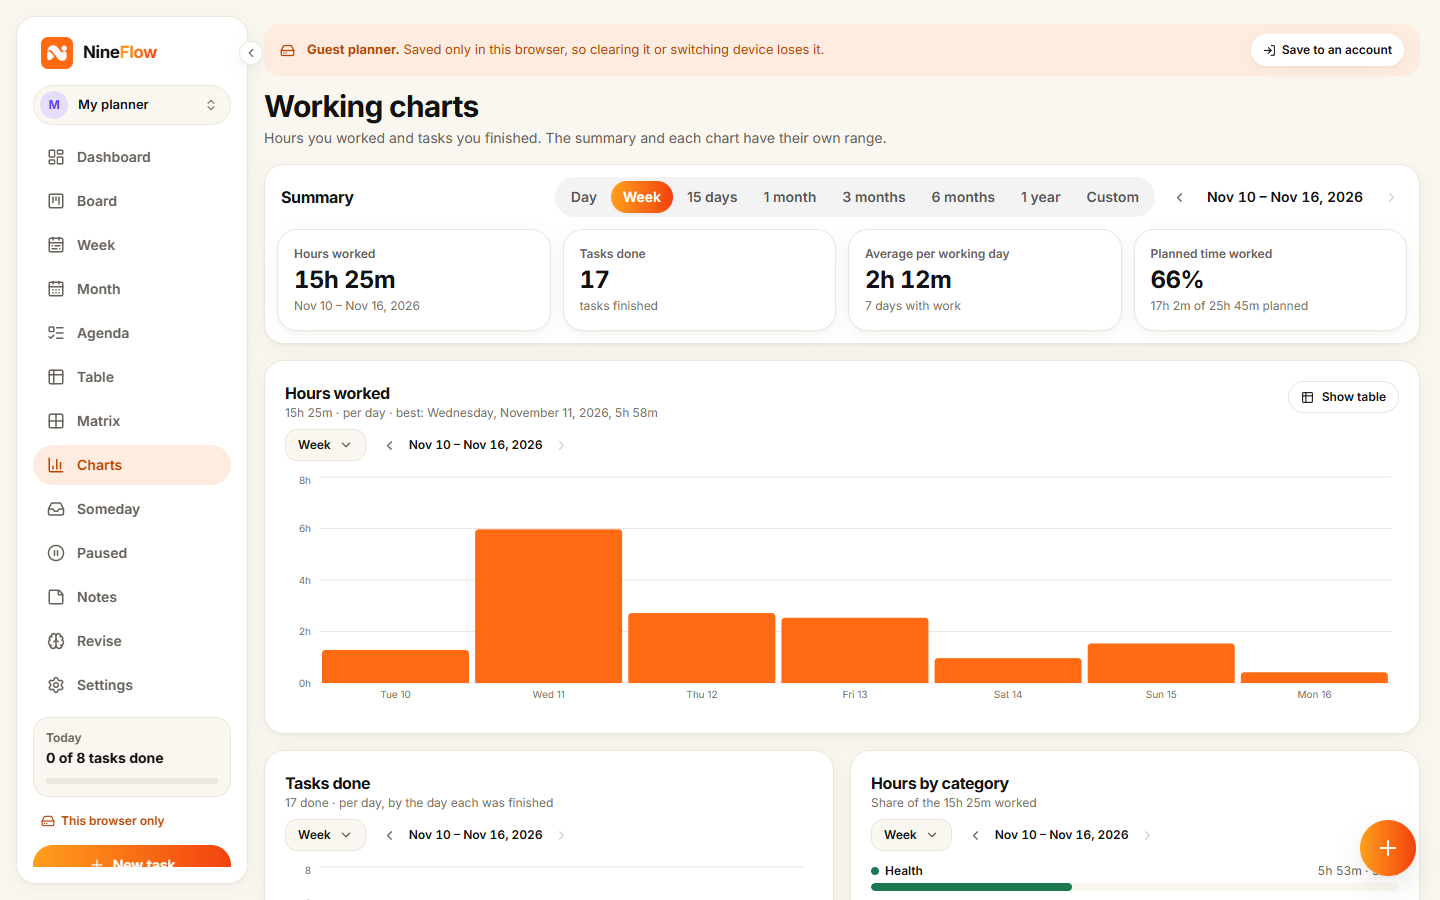 NineFlow
M My planner
Dashboard
Board
Week
Month
Agenda
Table
Matrix
Charts
Someday
Paused
Notes
Revise
Settings
Today
0 of 8 tasks done
This browser only
+ New task
Guest planner. Saved only in this browser, so clearing it or switching device loses it.
Save to an account
Working charts
Hours you worked and tasks you finished. The summary and each chart have their own range.
Summary
Day Week 15 days 1 month 3 months 6 months 1 year Custom
Nov 10 – Nov 16, 2026
Hours worked
15h 25m
Nov 10 – Nov 16, 2026
Tasks done
17
tasks finished
Average per working day
2h 12m
7 days with work
Planned time worked
66%
17h 2m of 25h 45m planned
Hours worked
15h 25m · per day · best: Wednesday, November 11, 2026, 5h 58m
Show table
Week
Nov 10 – Nov 16, 2026
8h
6h
4h
2h
0h
Tue 10 Wed 11 Thu 12 Fri 13 Sat 14 Sun 15 Mon 16
Tasks done
17 done · per day, by the day each was finished
Week
Nov 10 – Nov 16, 2026
8
Hours by category
Share of the 15h 25m worked
Week
Nov 10 – Nov 16, 2026
Health
5h 53m ·